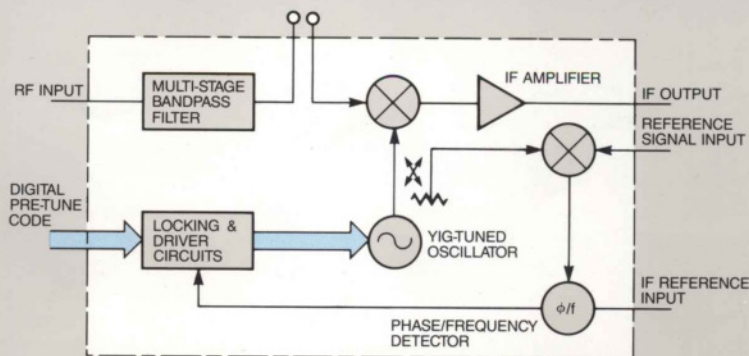 RF INPUT
MULTI-STAGE
BANDPASS
FILTER
IF AMPLIFIER
IF OUTPUT
REFERENCE
SIGNAL INPUT
DIGITAL
PRE-TUNE
CODE
LOCKING &
DRIVER
CIRCUITS
YIG-TUNED
OSCILLATOR
IF REFERENCE
INPUT
ϕ/f
PHASE/FREQUENCY
DETECTOR